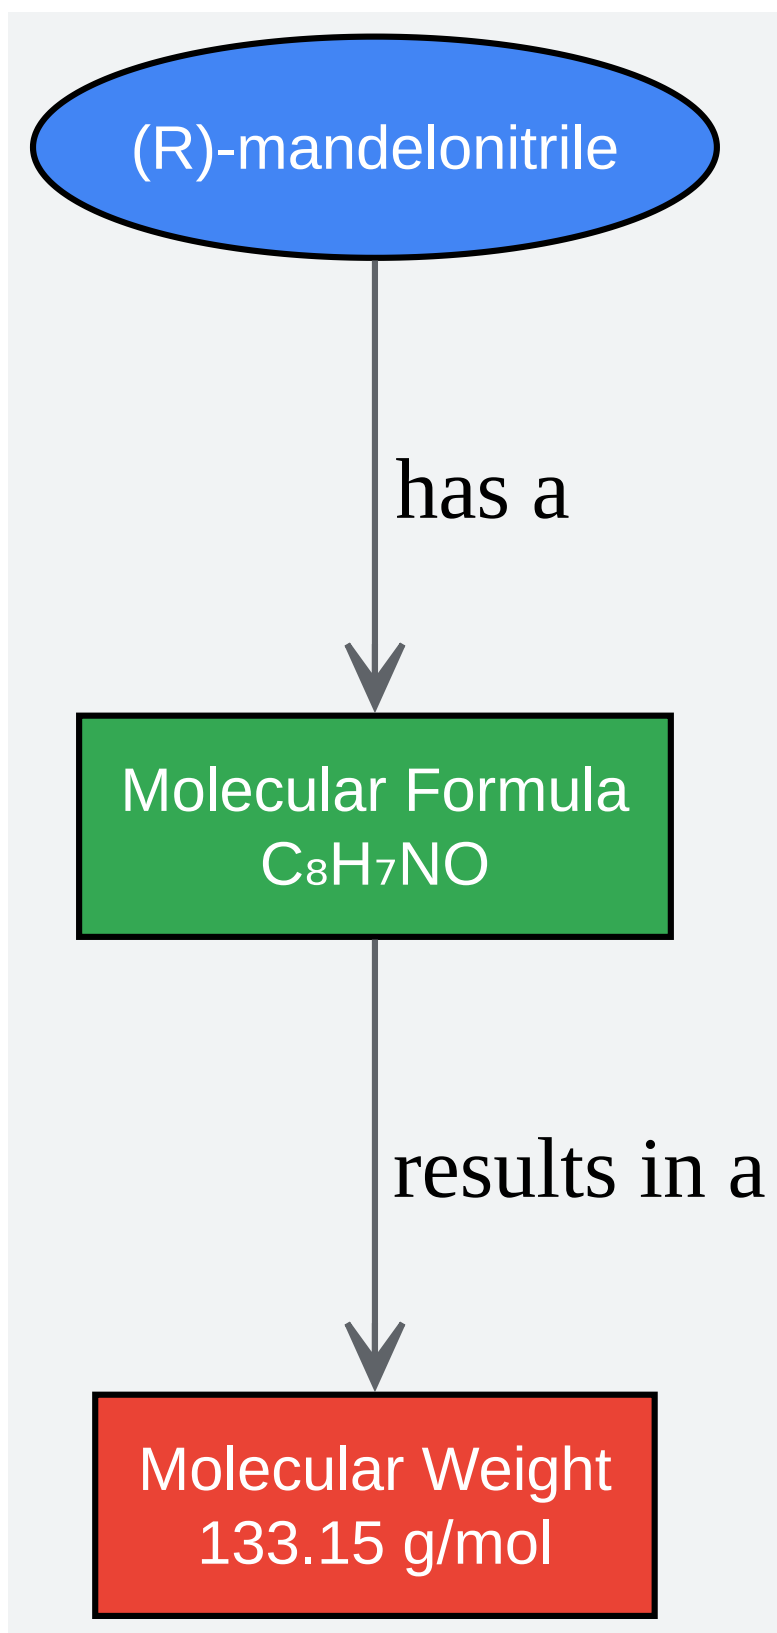 (R)-mandelonitrile
has a
Molecular Formula
C₈H₇NO
results in a
Molecular Weight
133.15 g/mol